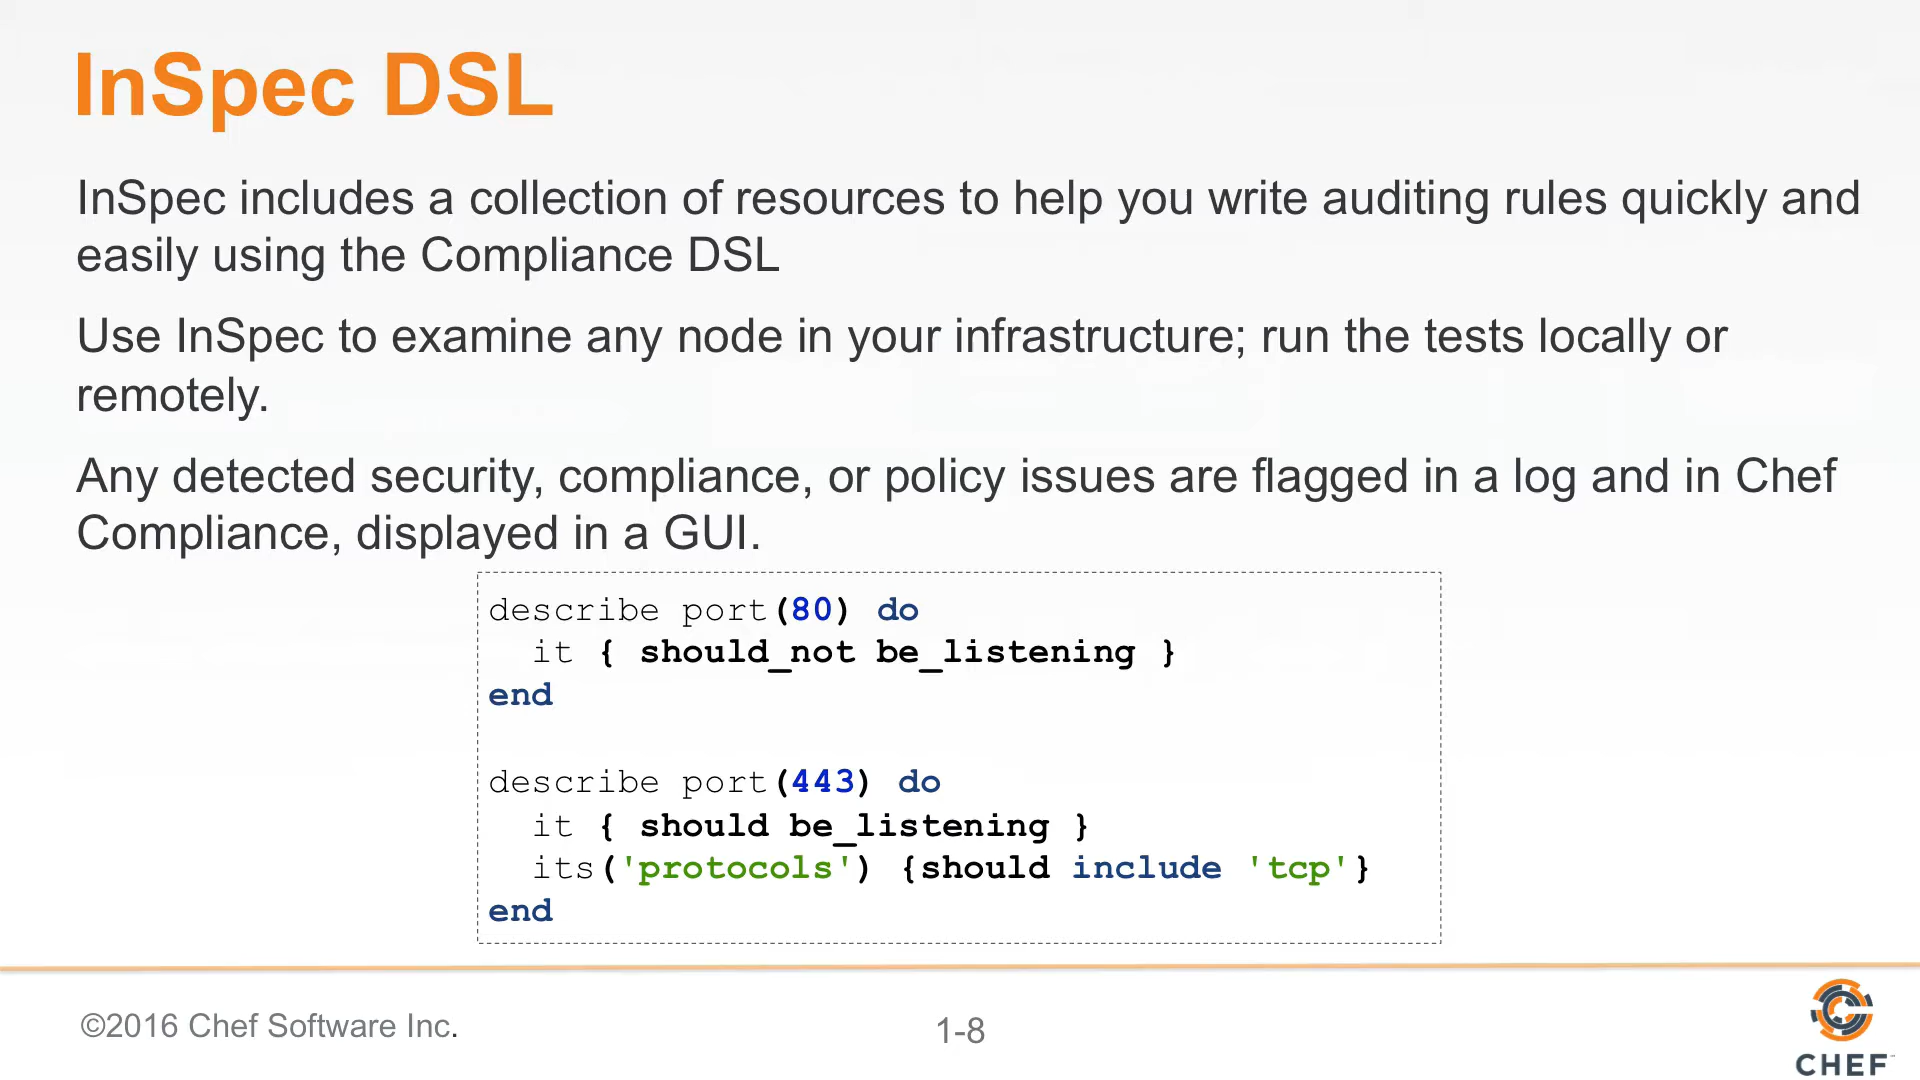 InSpec DSL
InSpec includes a collection of resources to help you write auditing rules quickly and
easily using the Compliance DSL
Use InSpec to examine any node in your infrastructure; run the tests locally or
remotely.
Any detected security, compliance, or policy issues are flagged in a log and in Chef
Compliance, displayed in a GUI.
describe port(80) do
  it { should_not be_listening }
end

describe port(443) do
  it { should be_listening }
  its('protocols') {should include 'tcp'}
end
©2016 Chef Software Inc.
1-8
CHEF™